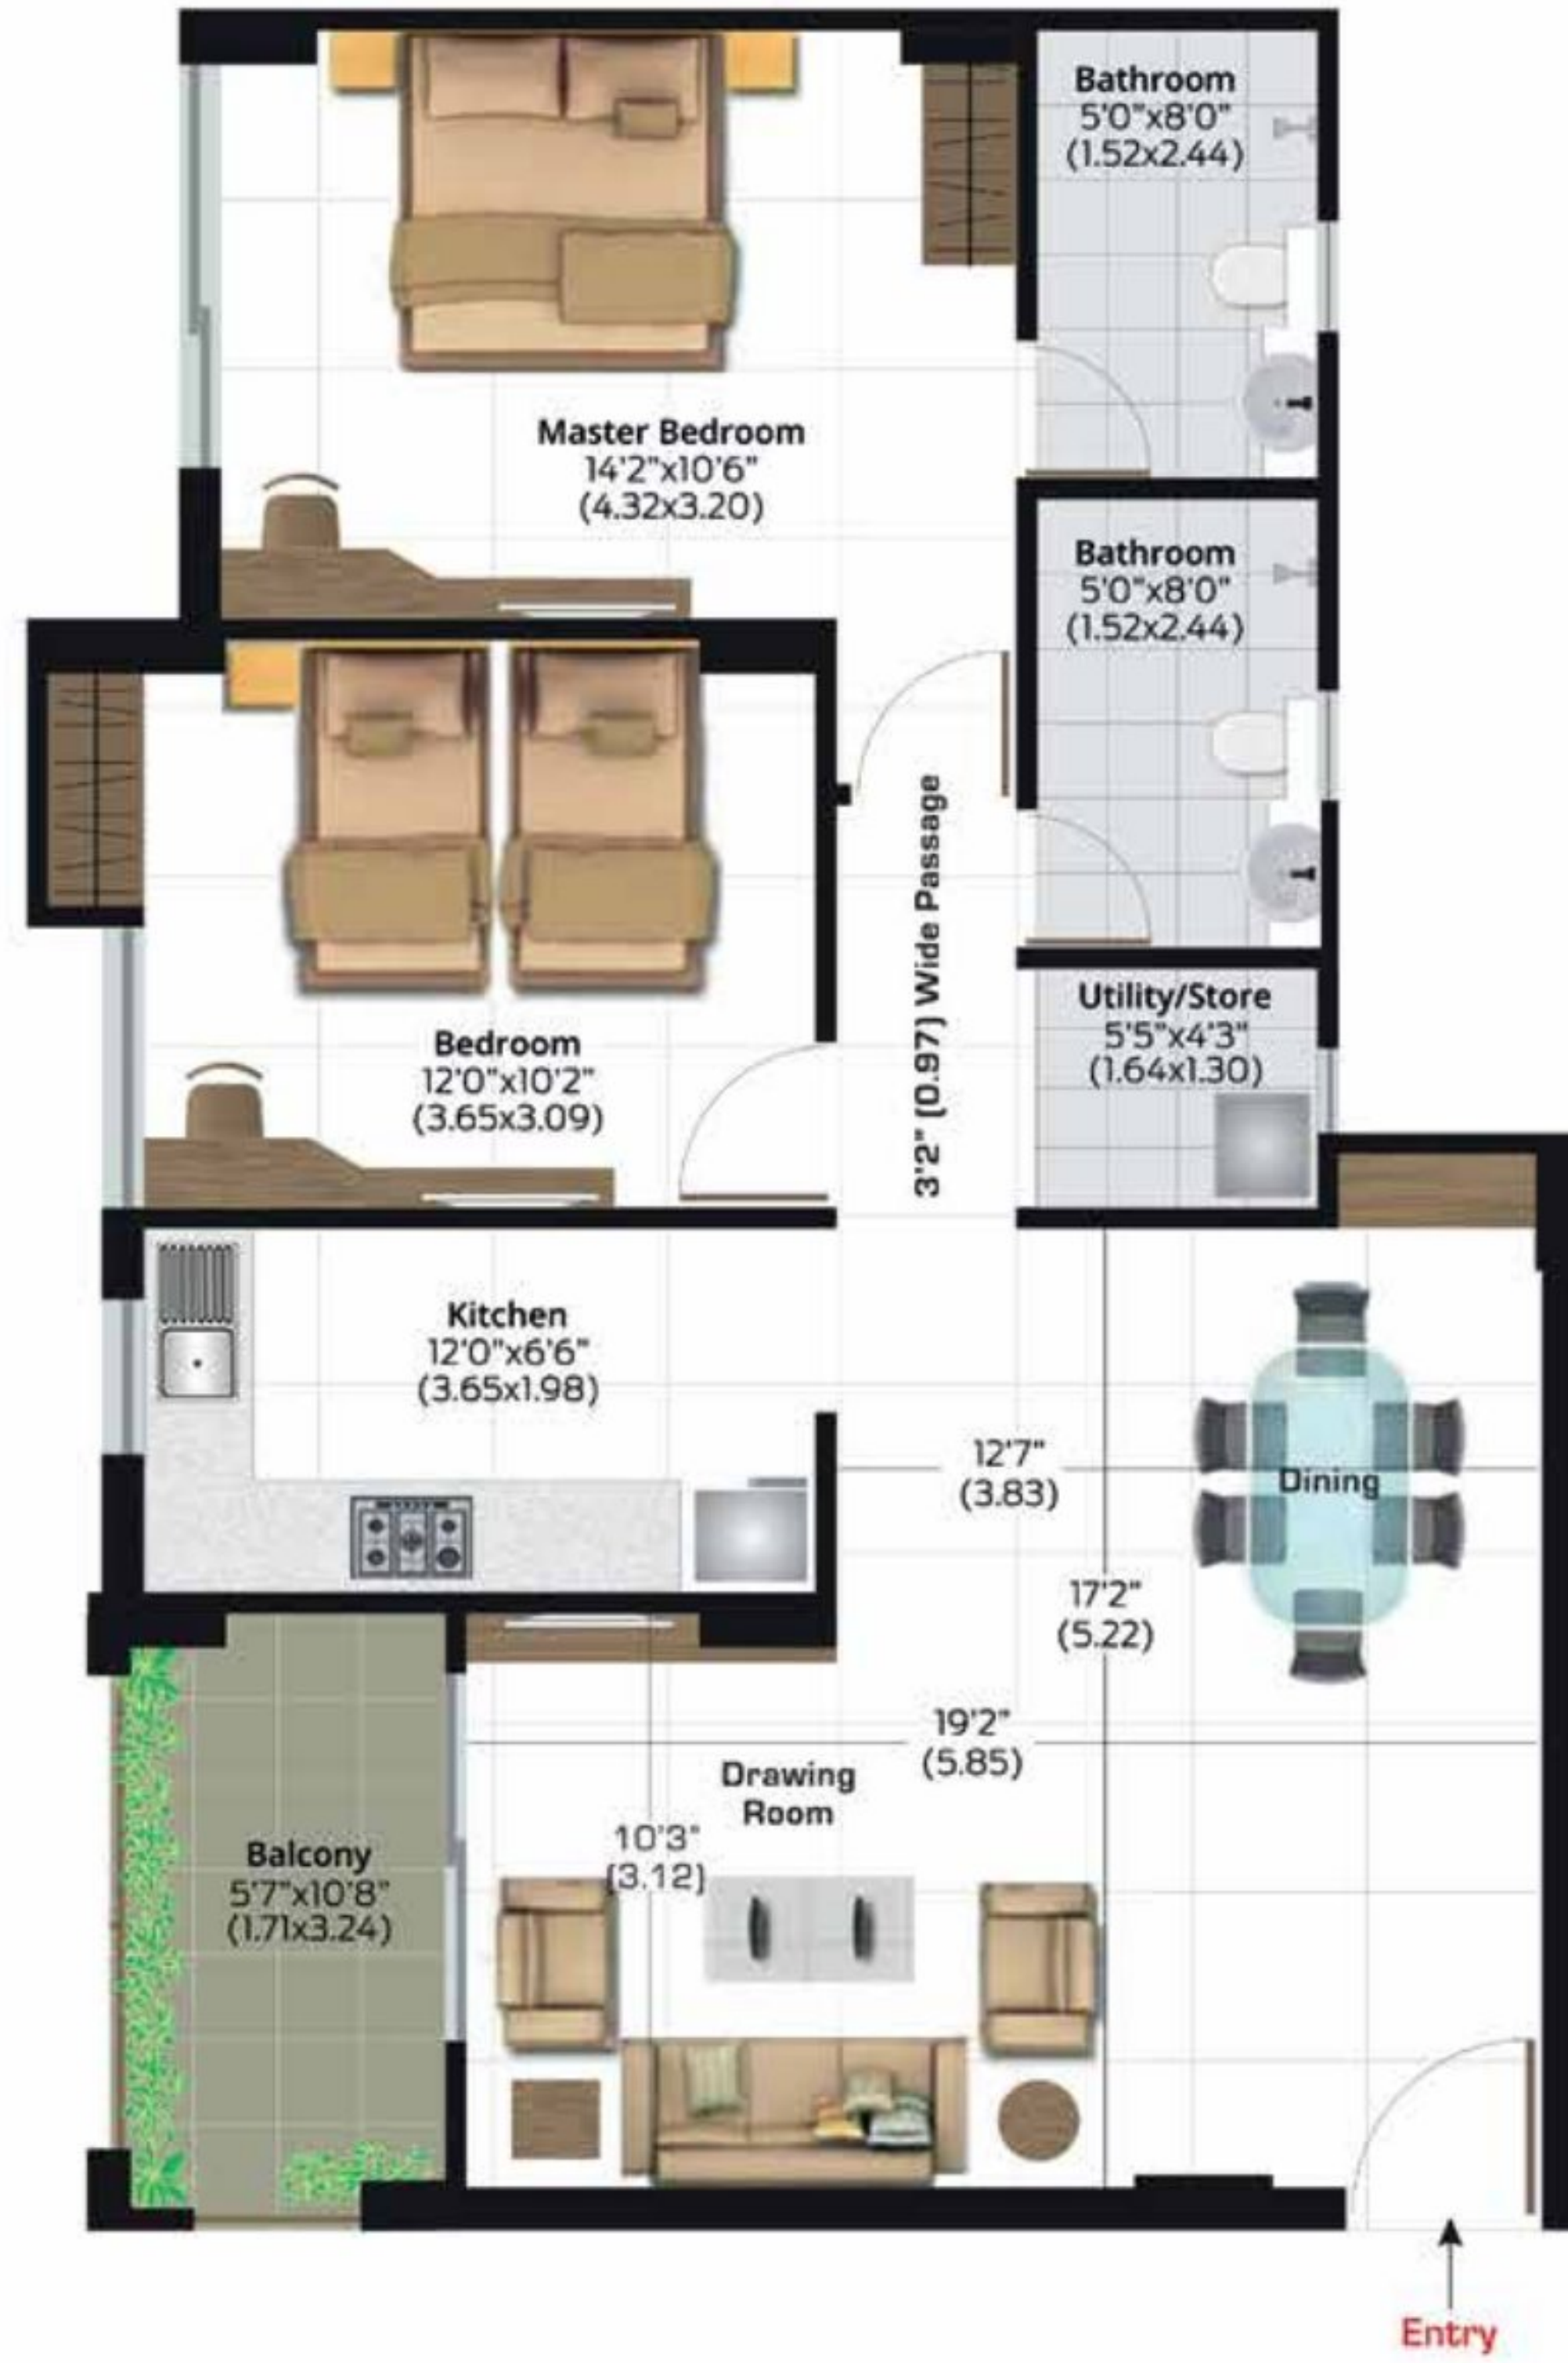 Bathroom
5'0"x8'0"
(1.52x2.44)
Master Bedroom
14'2"x10'6"
(4.32x3.20)
Bathroom
5'0"x8'0"
(1.52x2.44)
3'2" (0.97) Wide Passage
Utility/Store
5'5"x4'3"
(1.64x1.30)
Bedroom
12'0"x10'2"
(3.65x3.09)
Kitchen
12'0"x6'6"
(3.65x1.98)
12'7"
(3.83)
Dining
17'2"
(5.22)
19'2"
(5.85)
Drawing
Room
10'3"
(3.12)
Balcony
5'7"x10'8"
(1.71x3.24)
Entry